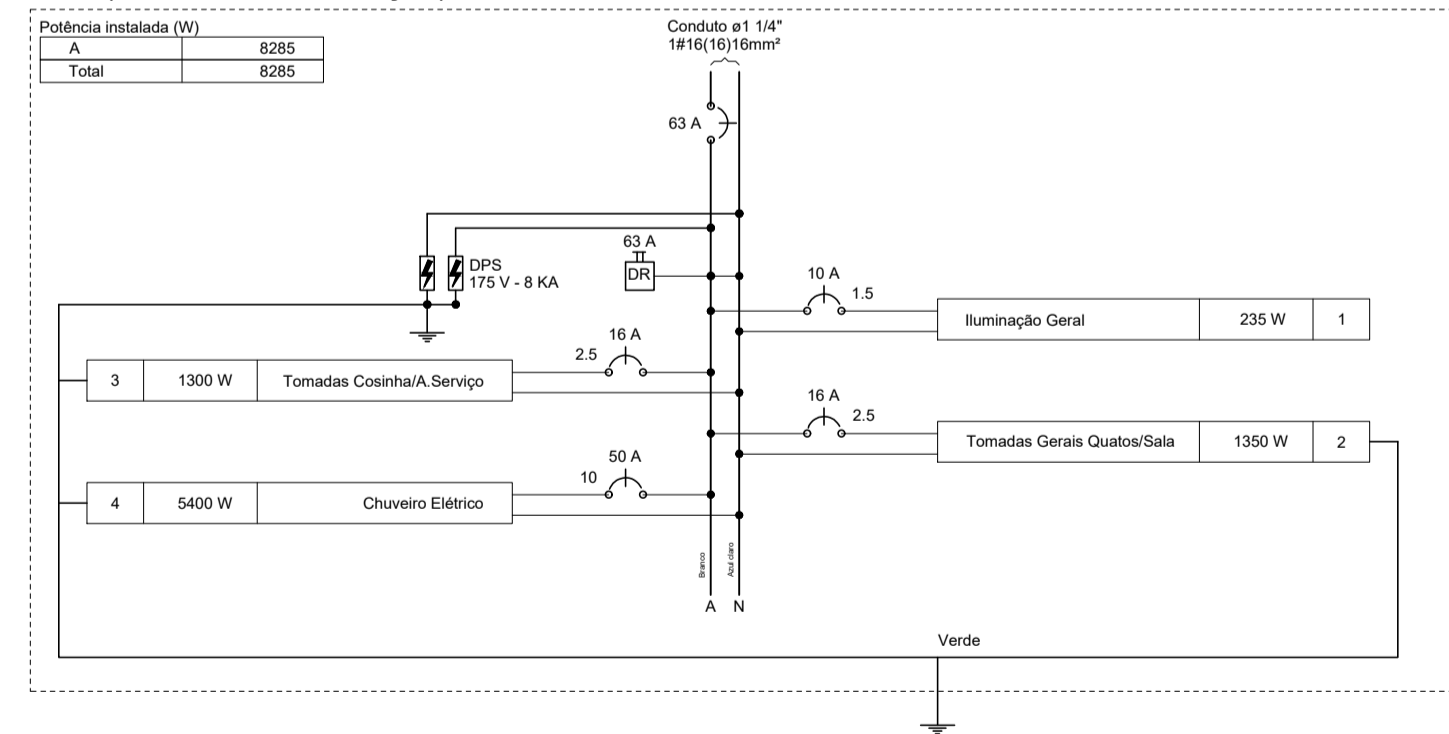 Potência instalada (W)
A 8285
Total 8285
Conduto ø1 1/4"
1#16(16)16mm²
63 A
63 A
DR
DPS
175 V - 8 KA
10 A
1.5
Iluminação Geral 235 W 1
16 A
2.5
3 1300 W Tomadas Cosinha/A.Serviço
16 A
2.5
Tomadas Gerais Quatos/Sala 1350 W 2
50 A
10
4 5400 W Chuveiro Elétrico
Branco
Azul claro
A N
Verde